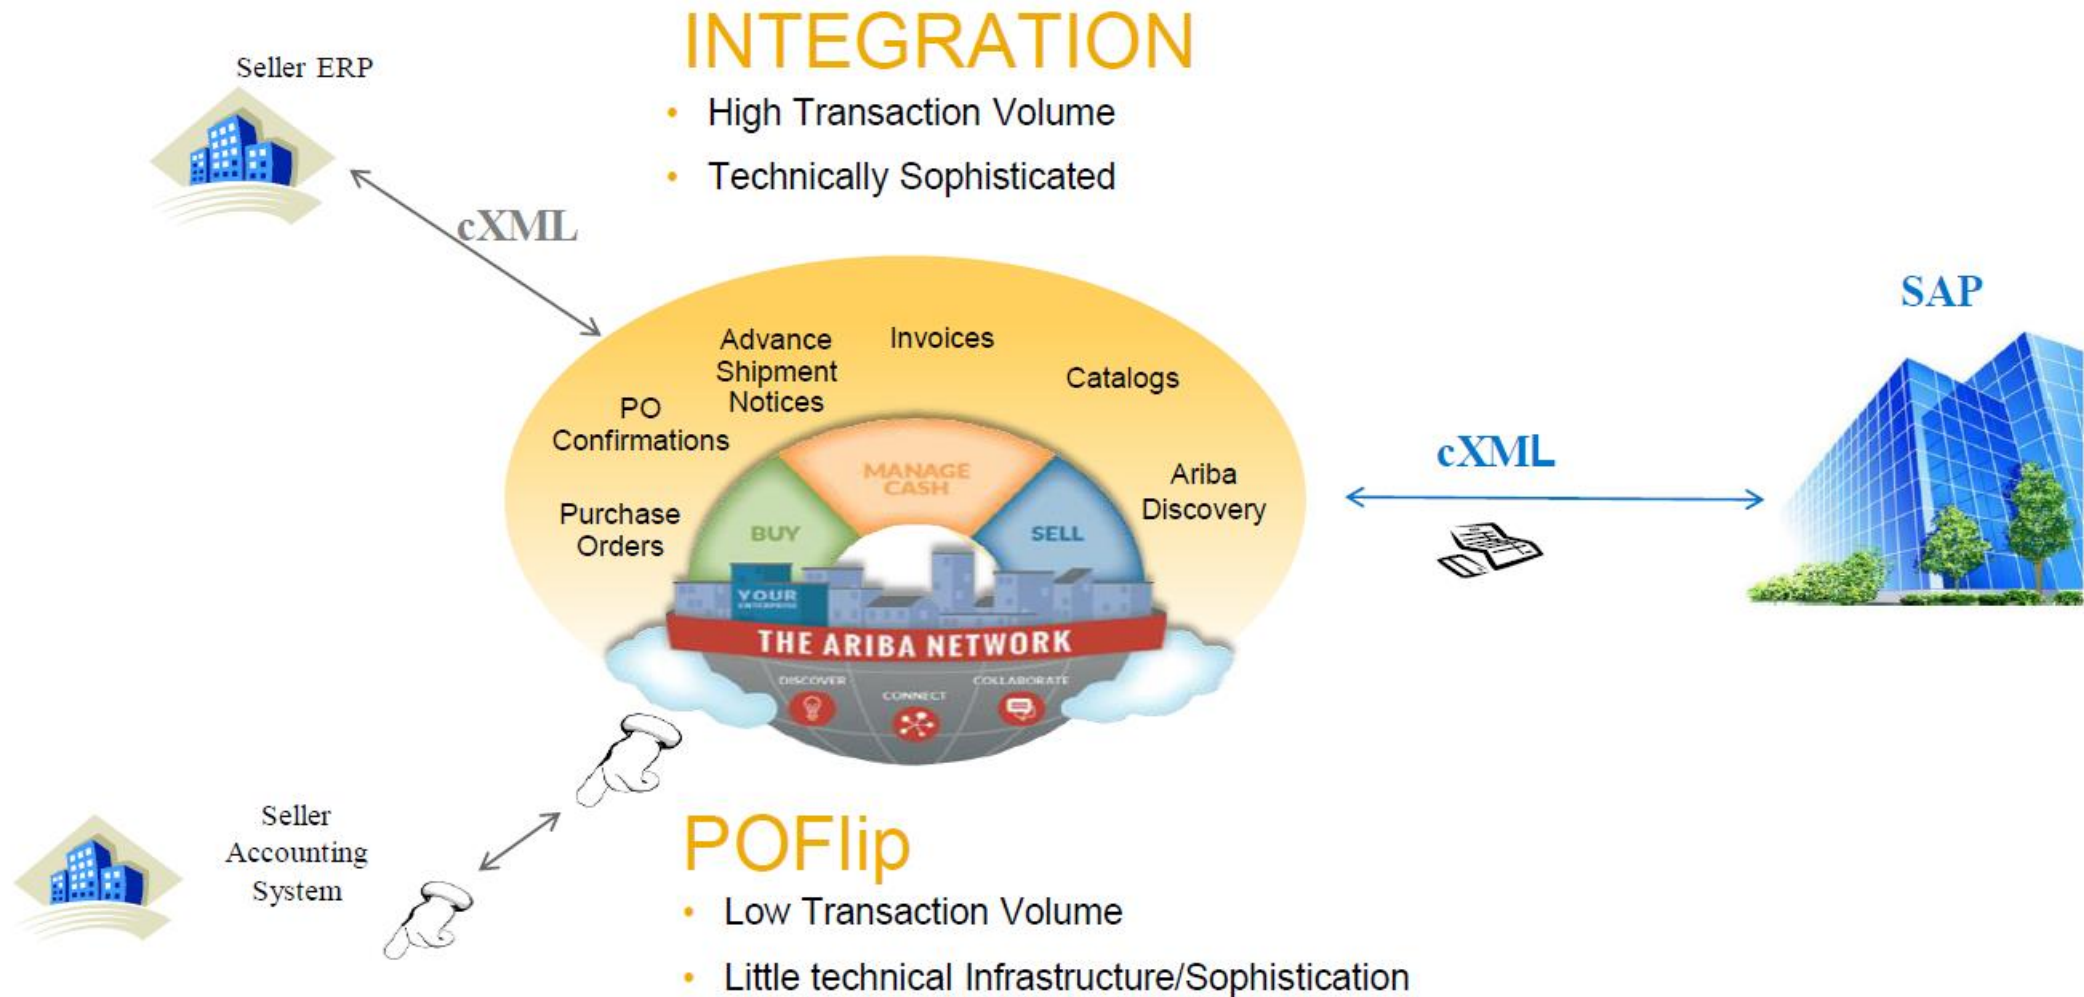 INTEGRATION
• High Transaction Volume
• Technically Sophisticated
Seller ERP
cXML
Advance
Shipment
Notices
Invoices
Catalogs
PO
Confirmations
Purchase
Orders
Ariba
Discovery
MANAGE
CASH
BUY
SELL
YOUR
ENTERPRISE
THE ARIBA NETWORK
DISCOVER
CONNECT
COLLABORATE
cXML
SAP
Seller
Accounting
System
POFlip
• Low Transaction Volume
• Little technical Infrastructure/Sophistication